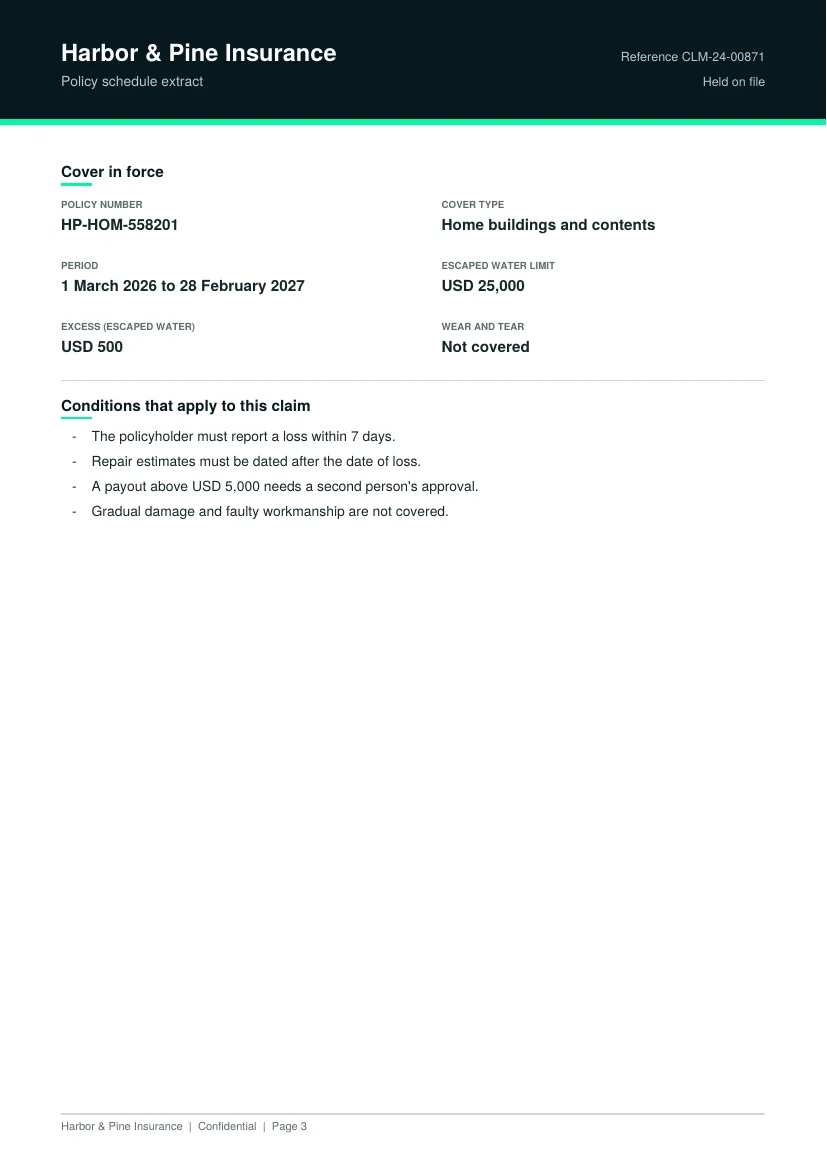 Harbor & Pine Insurance
Reference CLM-24-00871
Policy schedule extract
Held on file
Cover in force
POLICY NUMBER
HP-HOM-558201
COVER TYPE
Home buildings and contents
PERIOD
1 March 2026 to 28 February 2027
ESCAPED WATER LIMIT
USD 25,000
EXCESS (ESCAPED WATER)
USD 500
WEAR AND TEAR
Not covered
Conditions that apply to this claim
- The policyholder must report a loss within 7 days.
- Repair estimates must be dated after the date of loss.
- A payout above USD 5,000 needs a second person's approval.
- Gradual damage and faulty workmanship are not covered.
Harbor & Pine Insurance | Confidential | Page 3